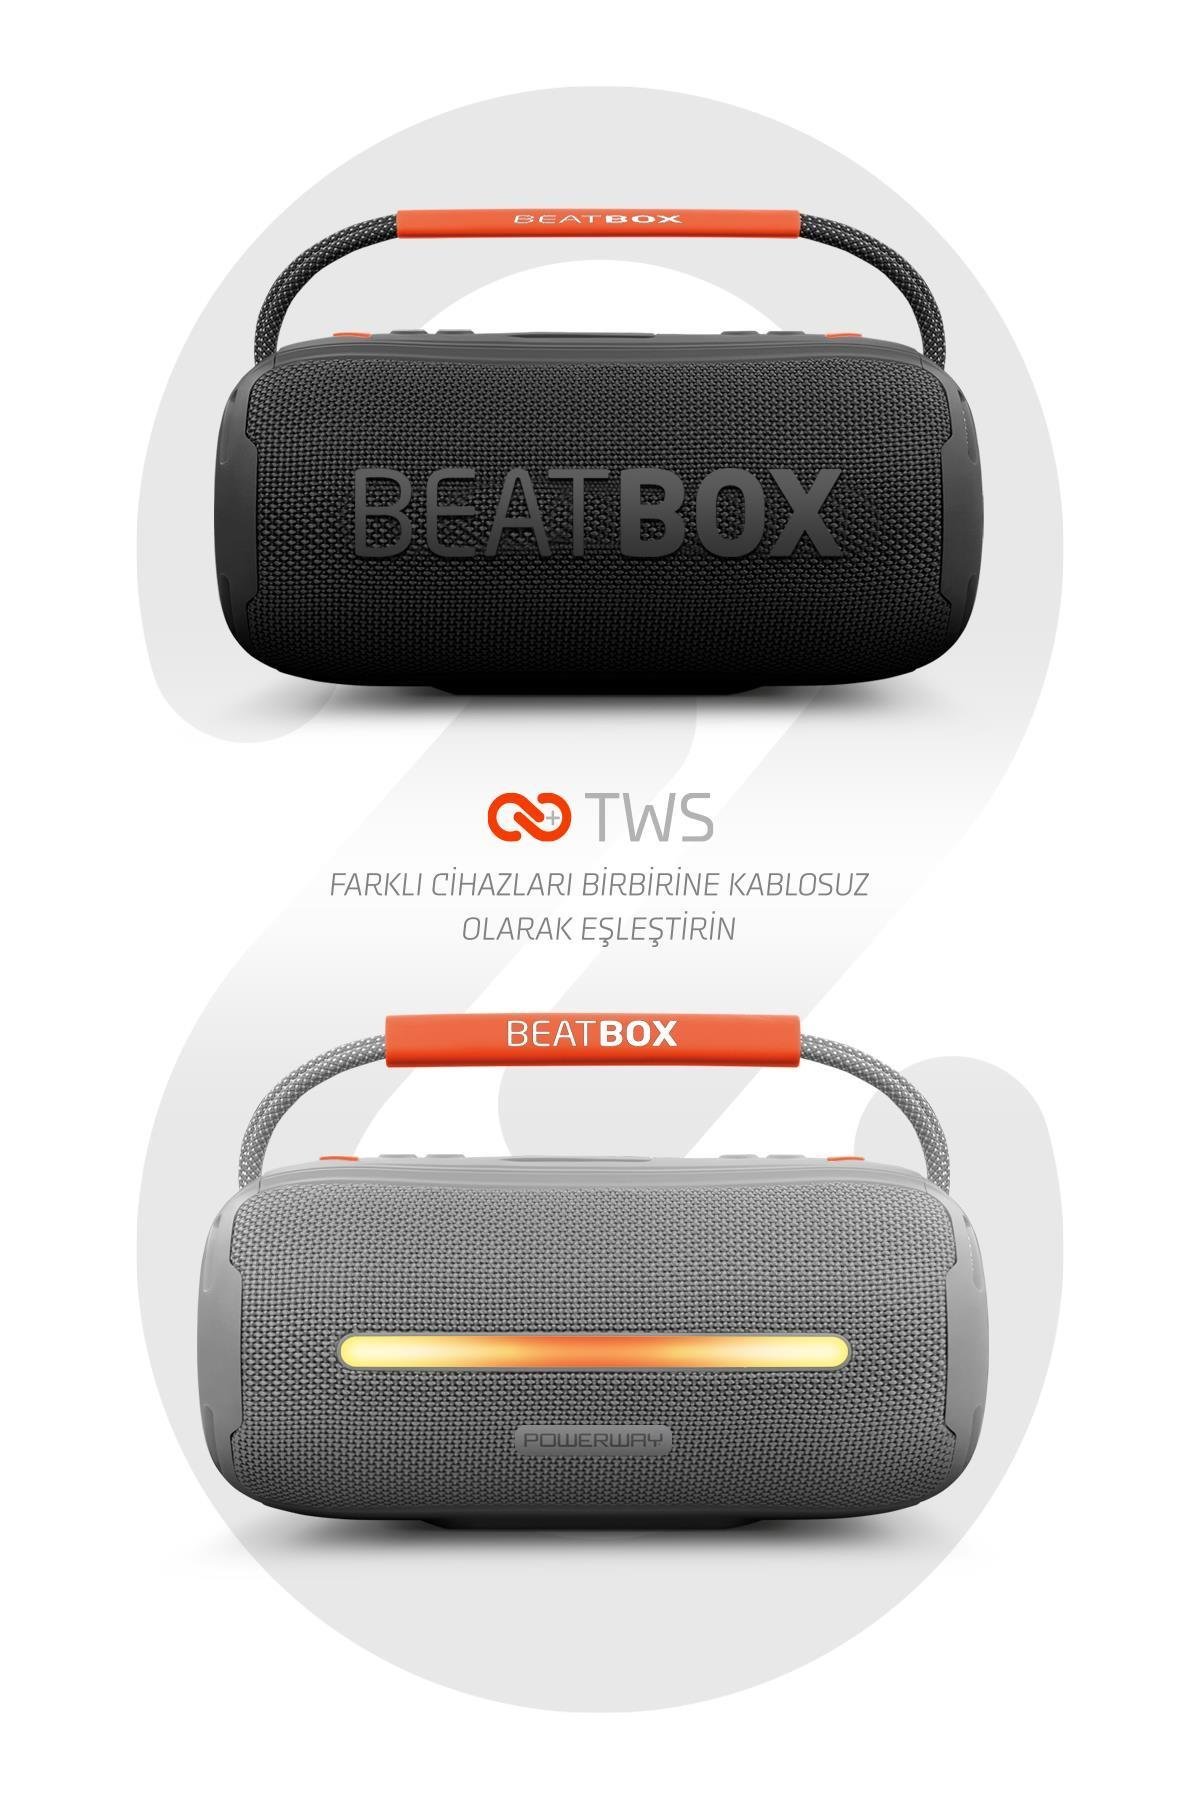 BEATBOX
BEATBOX
TWS
FARKLI CİHAZLARI BİRBİRİNE KABLOSUZ
OLARAK EŞLEŞTİRİN
BEATBOX
POWERWAY